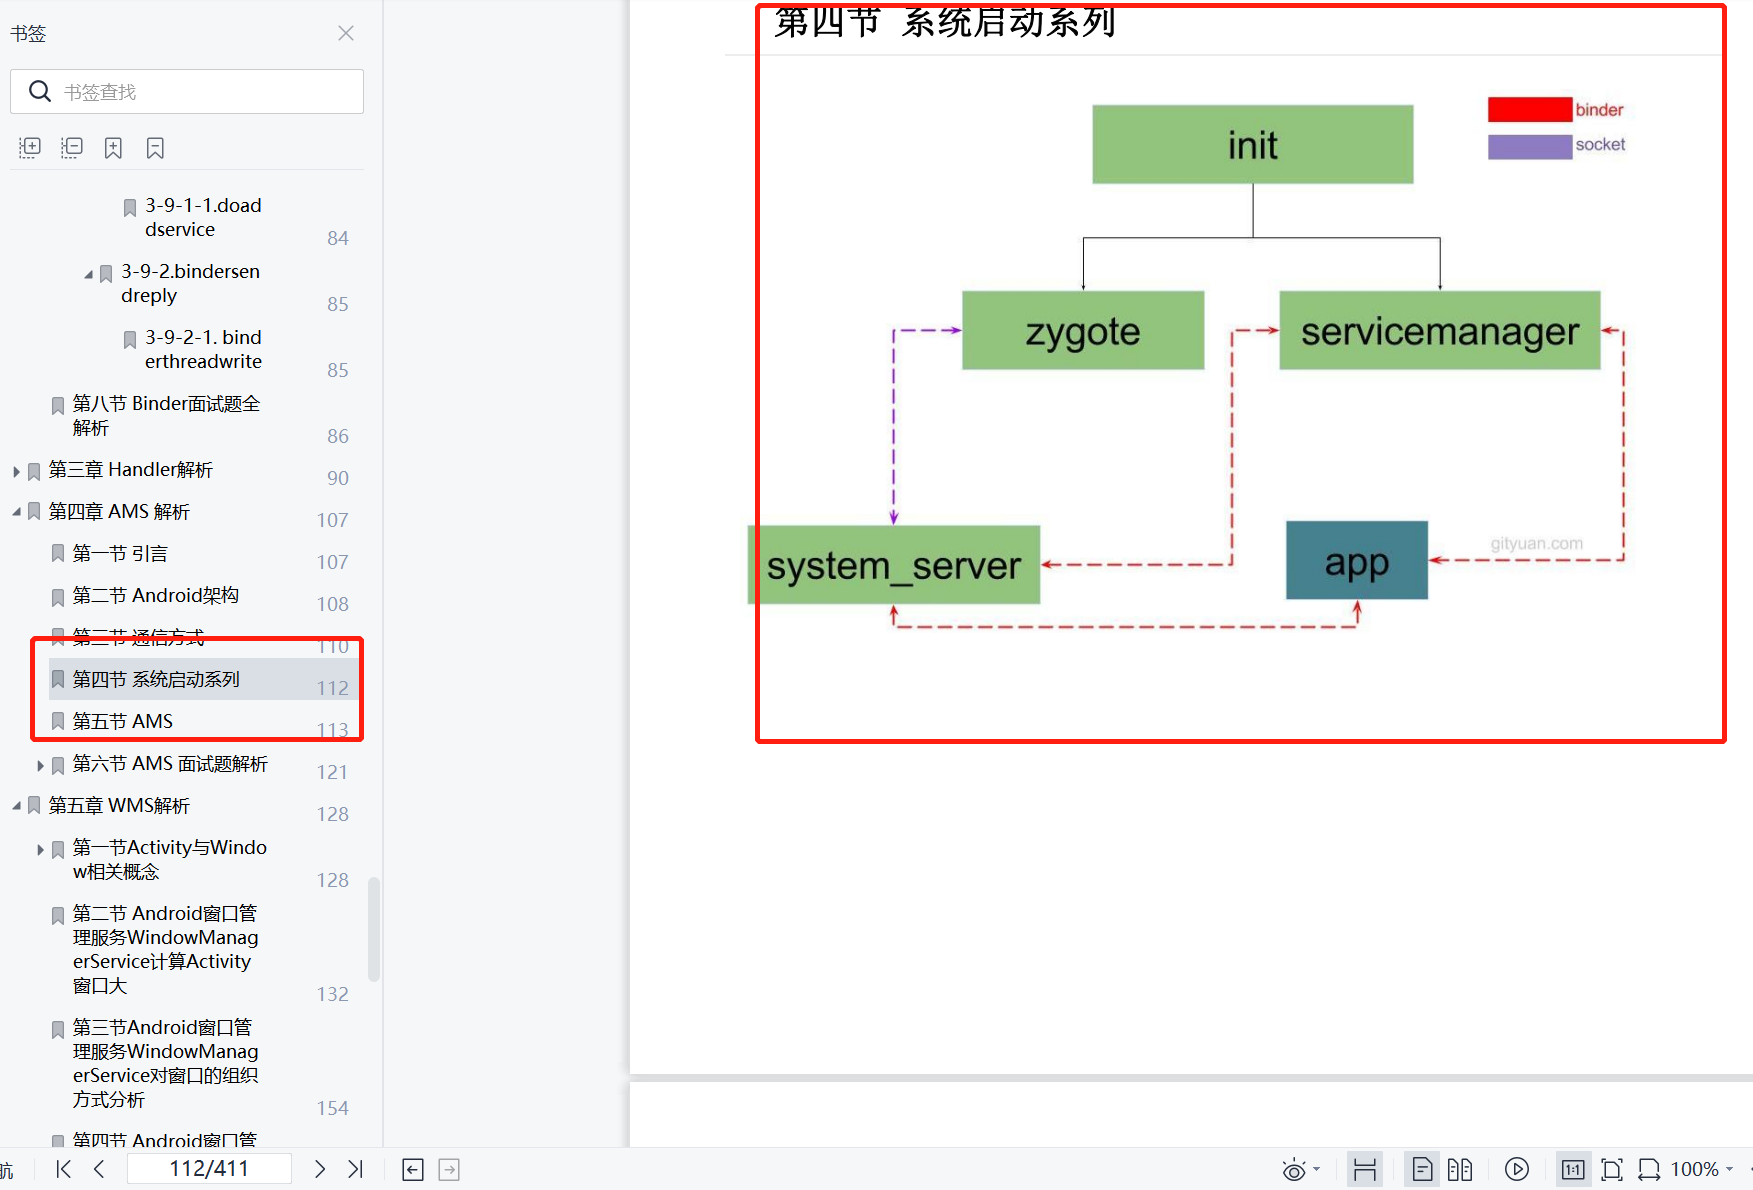 书签
书签查找
3-9-1-1.doad
dservice
84
3-9-2.bindersen
dreply
85
3-9-2-1. bind
erthreadwrite
85
第八节 Binder面试题全
解析
86
第三章 Handler解析
90
第四章 AMS 解析
107
第一节 引言
107
第二节 Android架构
108
第三节 通信方式
110
第四节 系统启动系列
112
第五节 AMS
113
第六节 AMS 面试题解析
121
第五章 WMS解析
128
第一节Activity与Windo
w相关概念
128
第二节 Android窗口管
理服务WindowManag
erService计算Activity
窗口大
132
第三节Android窗口管
理服务WindowManag
erService对窗口的组织
方式分析
154
第四节 Android窗口管
第四节 系统启动系列
binder
socket
init
zygote
servicemanager
system_server
app
gityuan.com
航
112/411
1:1
100%